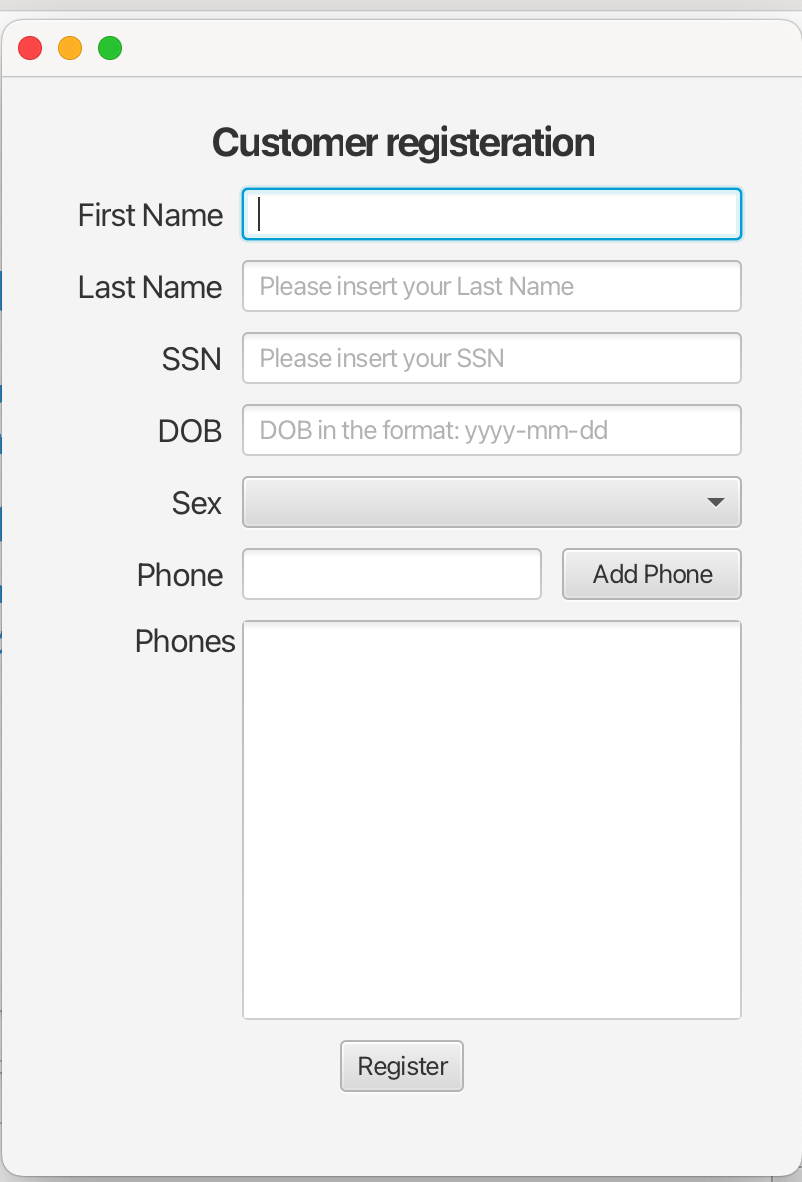 Customer registeration
First Name
Last Name Please insert your Last Name
SSN Please insert your SSN
DOB DOB in the format: yyyy-mm-dd
Sex
Phone Add Phone
Phones
Register